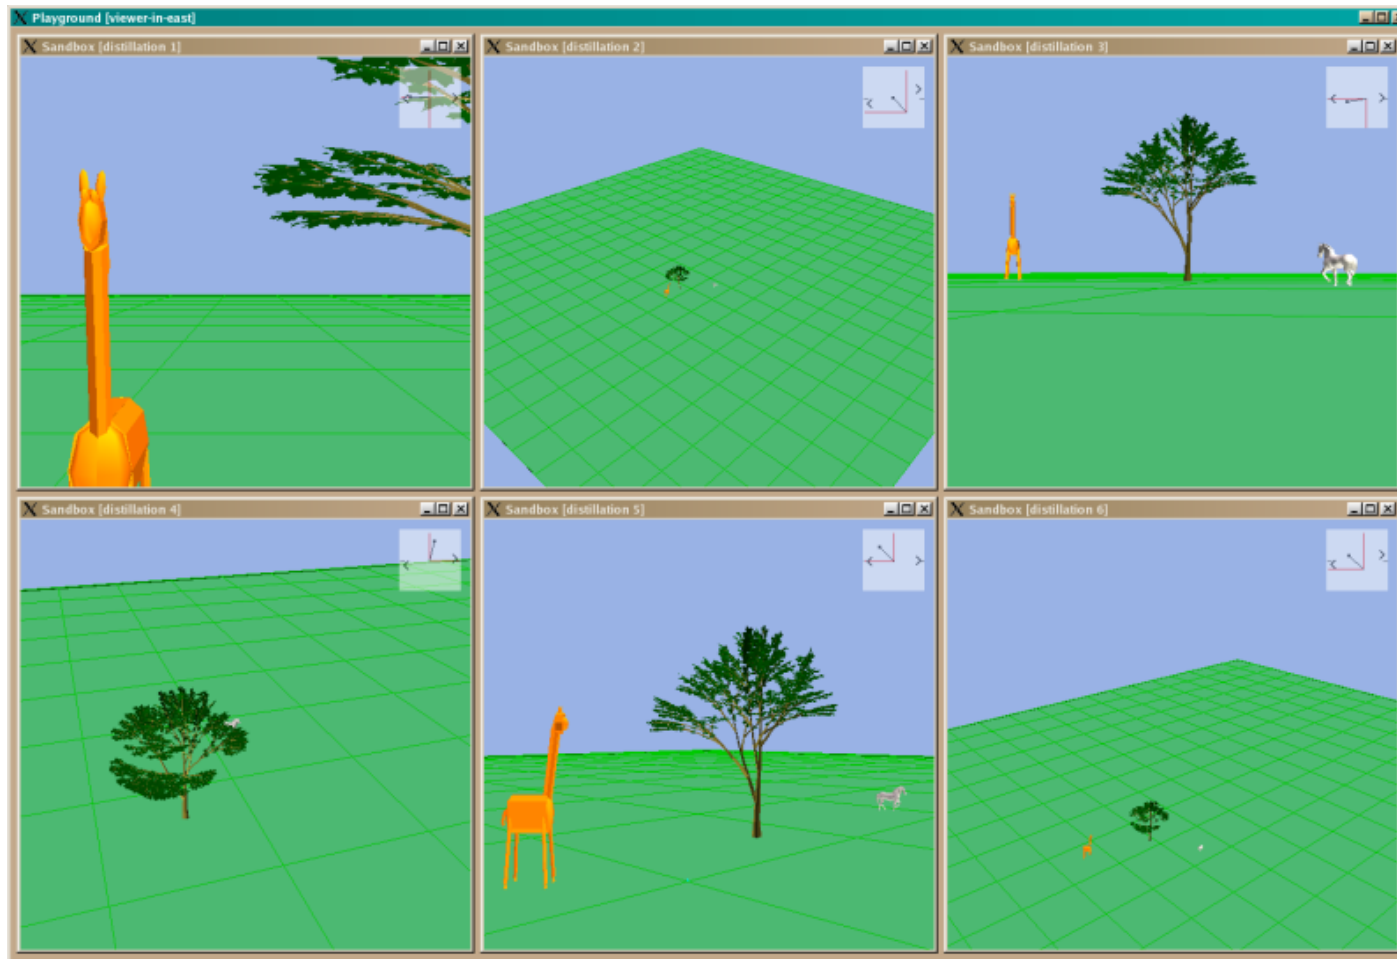 Playground [viewer-in-east]
Sandbox [distillation 1]
Sandbox [distillation 2]
Sandbox [distillation 3]
Sandbox [distillation 4]
Sandbox [distillation 5]
Sandbox [distillation 6]